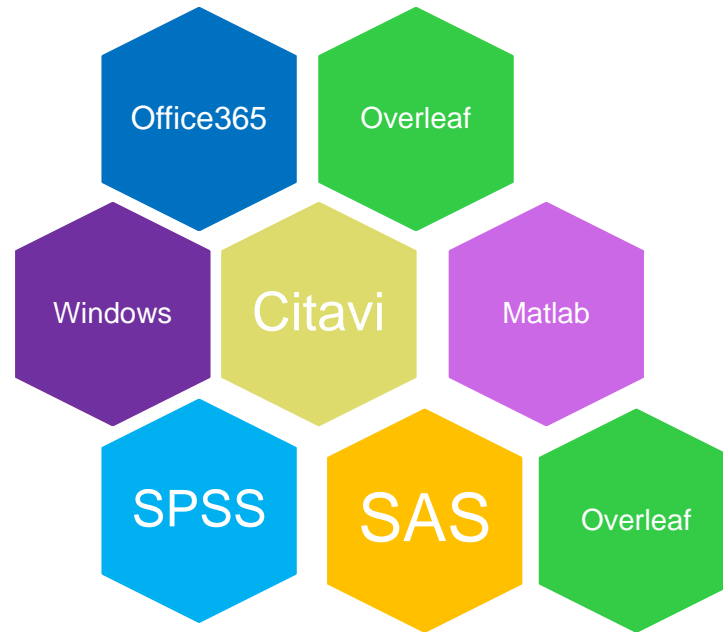 Office365
Overleaf
Windows
Citavi
Matlab
SPSS
SAS
Overleaf